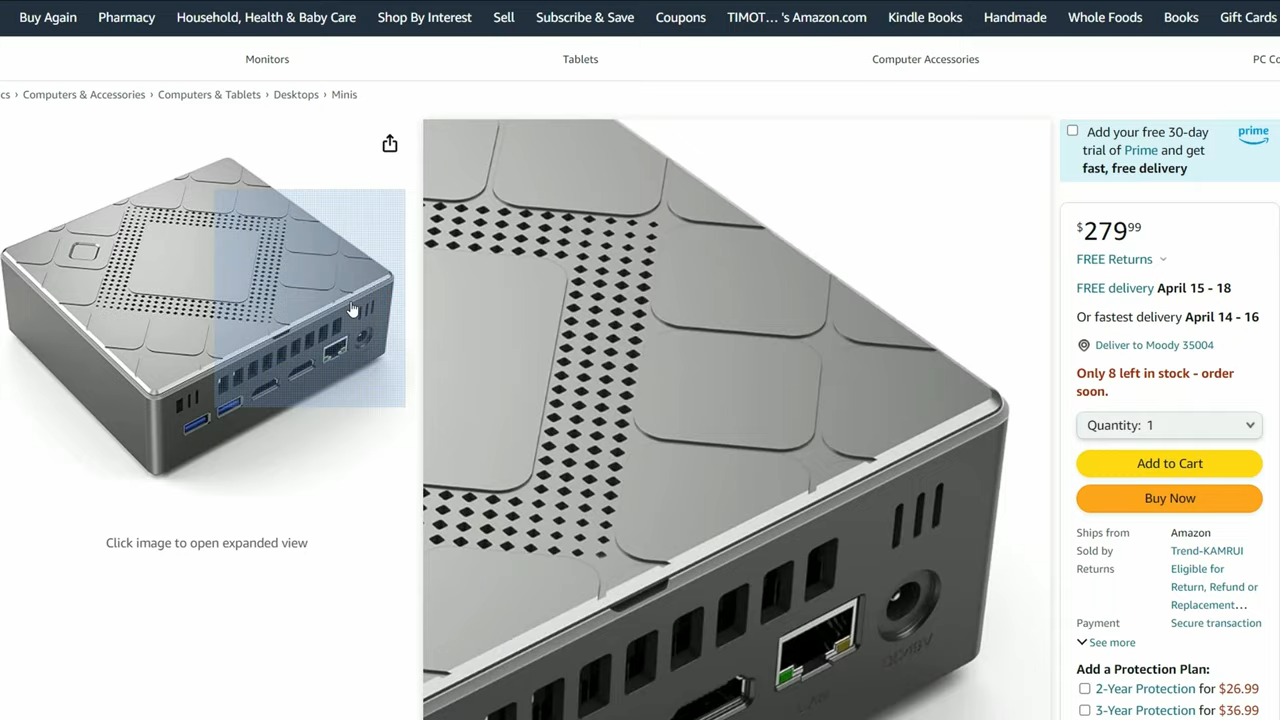 Buy Again Pharmacy Household, Health & Baby Care Shop By Interest Sell Subscribe & Save Coupons TIMOT... 's Amazon.com Kindle Books Handmade Whole Foods Books Gift Cards
Monitors Tablets Computer Accessories PC Co
cs › Computers & Accessories › Computers & Tablets › Desktops › Minis
Add your free 30-day
trial of Prime and get
fast, free delivery
prime
$279.99
FREE Returns
FREE delivery April 15 - 18
Or fastest delivery April 14 - 16
Deliver to Moody 35004
Only 8 left in stock - order
soon.
Quantity: 1
Add to Cart
Buy Now
Ships from Amazon
Sold by Trend-KAMRUI
Returns Eligible for
Return, Refund or
Replacement...
Payment Secure transaction
See more
Add a Protection Plan:
2-Year Protection for $26.99
3-Year Protection for $36.99
Click image to open expanded view
LAN